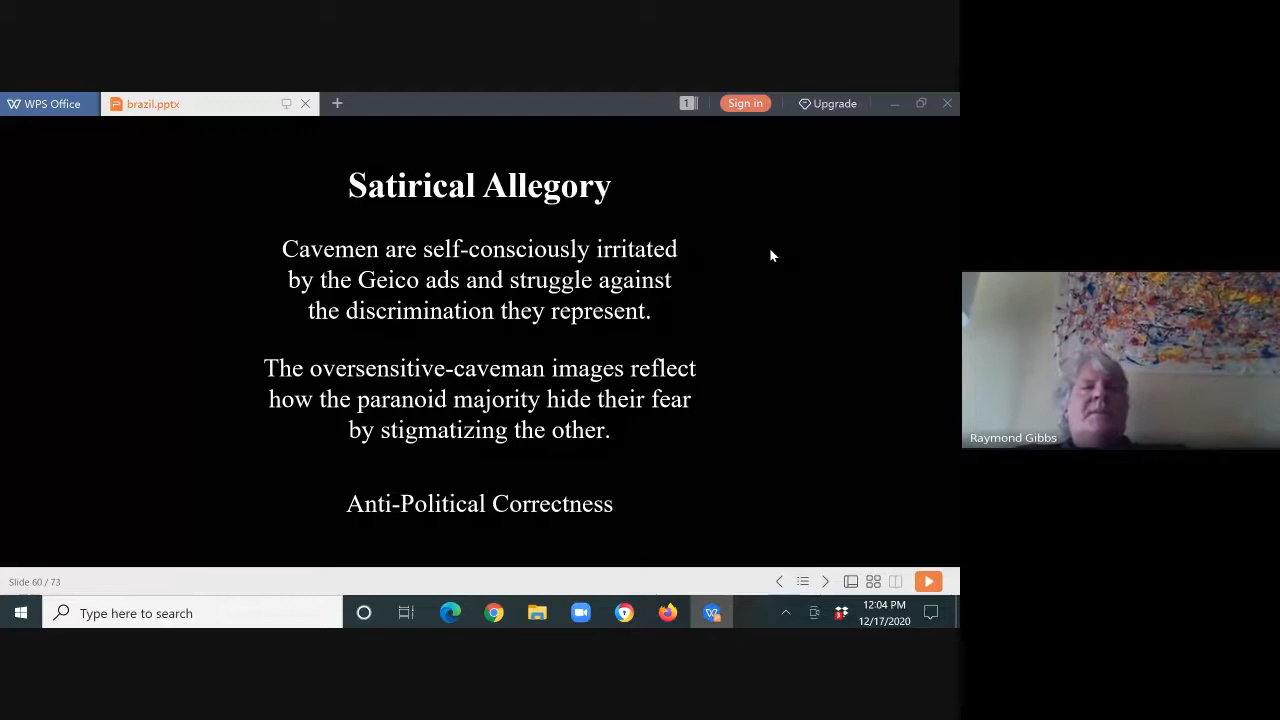 WPS Office
brazil.pptx
1
Sign in
Upgrade
Satirical Allegory
Cavemen are self-consciously irritated
by the Geico ads and struggle against
the discrimination they represent.
The oversensitive-caveman images reflect
how the paranoid majority hide their fear
by stigmatizing the other.
Anti-Political Correctness
Raymond Gibbs
Slide 60 / 73
Type here to search
12:04 PM
12/17/2020